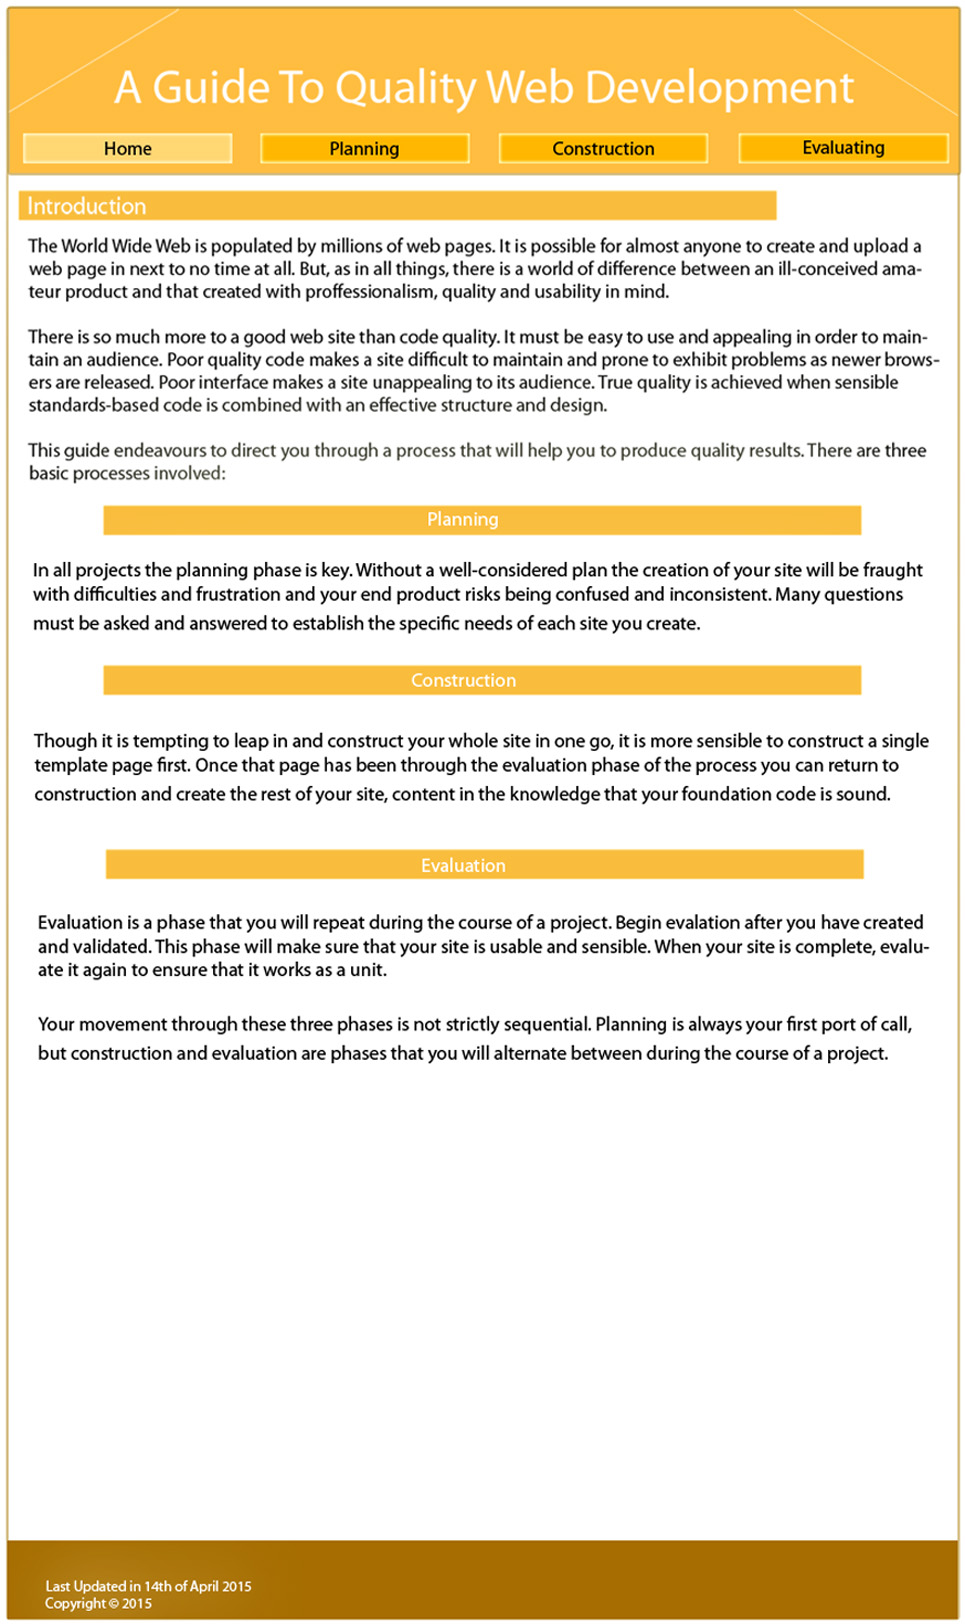 A Guide To Quality Web Development
Home Planning Construction Evaluating
Introduction
The World Wide Web is populated by millions of web pages. It is possible for almost anyone to create and upload a
web page in next to no time at all. But, as in all things, there is a world of difference between an ill-conceived ama-
teur product and that created with proffessionalism, quality and usability in mind.
There is so much more to a good web site than code quality. It must be easy to use and appealing in order to main-
tain an audience. Poor quality code makes a site difficult to maintain and prone to exhibit problems as newer brows-
ers are released. Poor interface makes a site unappealing to its audience. True quality is achieved when sensible
standards-based code is combined with an effective structure and design.
This guide endeavours to direct you through a process that will help you to produce quality results. There are three
basic processes involved:
Planning
In all projects the planning phase is key. Without a well-considered plan the creation of your site will be fraught
with difficulties and frustration and your end product risks being confused and inconsistent. Many questions
must be asked and answered to establish the specific needs of each site you create.
Construction
Though it is tempting to leap in and construct your whole site in one go, it is more sensible to construct a single
template page first. Once that page has been through the evaluation phase of the process you can return to
construction and create the rest of your site, content in the knowledge that your foundation code is sound.
Evaluation
Evaluation is a phase that you will repeat during the course of a project. Begin evalation after you have created
and validated. This phase will make sure that your site is usable and sensible. When your site is complete, evalu-
ate it again to ensure that it works as a unit.
Your movement through these three phases is not strictly sequential. Planning is always your first port of call,
but construction and evaluation are phases that you will alternate between during the course of a project.
Last Updated in 14th of April 2015
Copyright © 2015